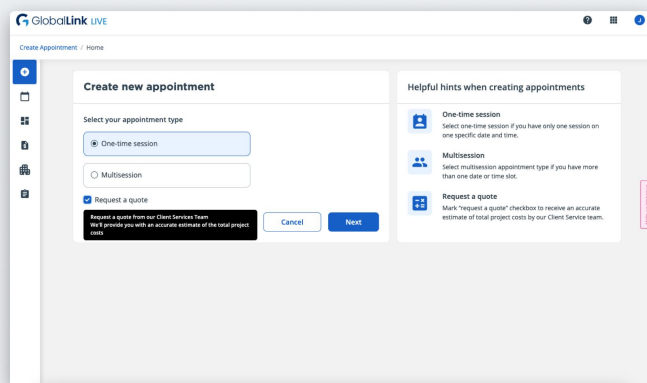 GlobalLink LIVE
J
Create Appointment / Home
Create new appointment
Select your appointment type
One-time session
Multisession
Request a quote
Request a quote from our Client Services Team
We'll provide you with an accurate estimate of the total project
costs
Cancel
Next
Helpful hints when creating appointments
One-time session
Select one-time session if you have only one session on
one specific date and time.
Multisession
Select multisession appointment type if you have more
than one date or time slot.
Request a quote
Mark "request a quote" checkbox to receive an accurate
estimate of total project costs by our Client Service team.